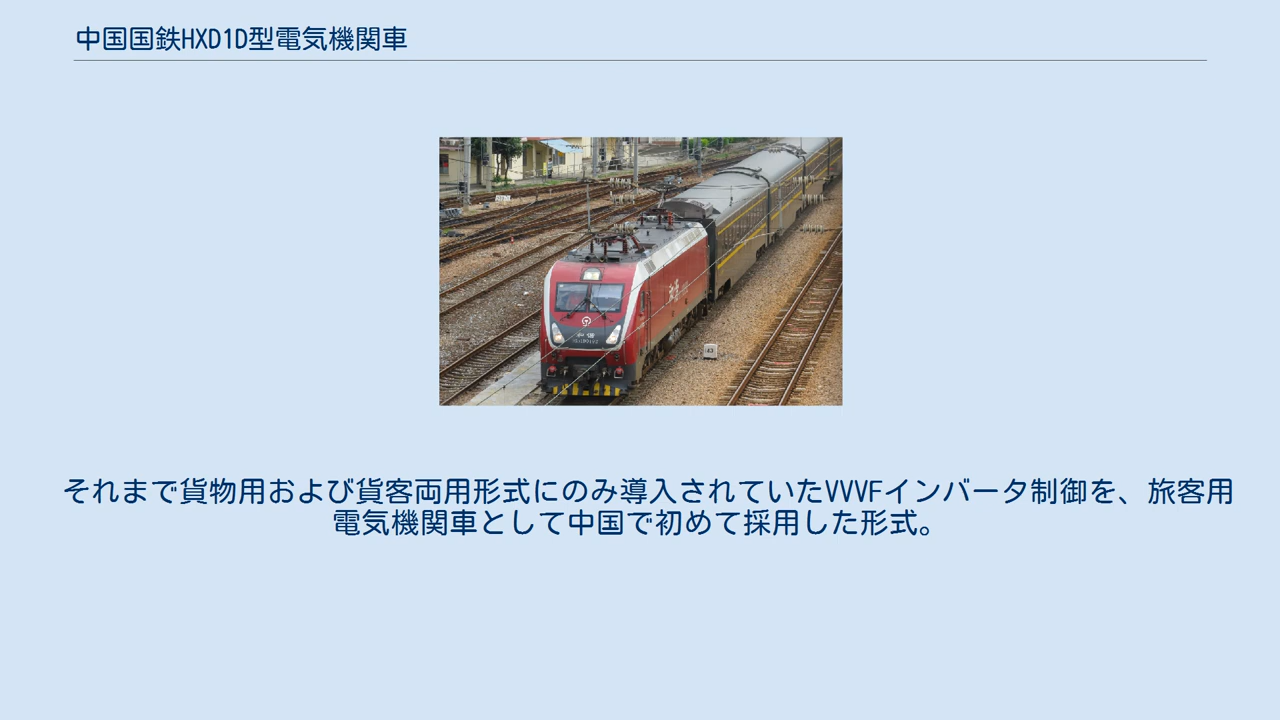 中国国鉄HXD1D型電気機関車
それまで貨物用および貨客両用形式にのみ導入されていたVVVFインバータ制御を、旅客用
電気機関車として中国で初めて採用した形式。